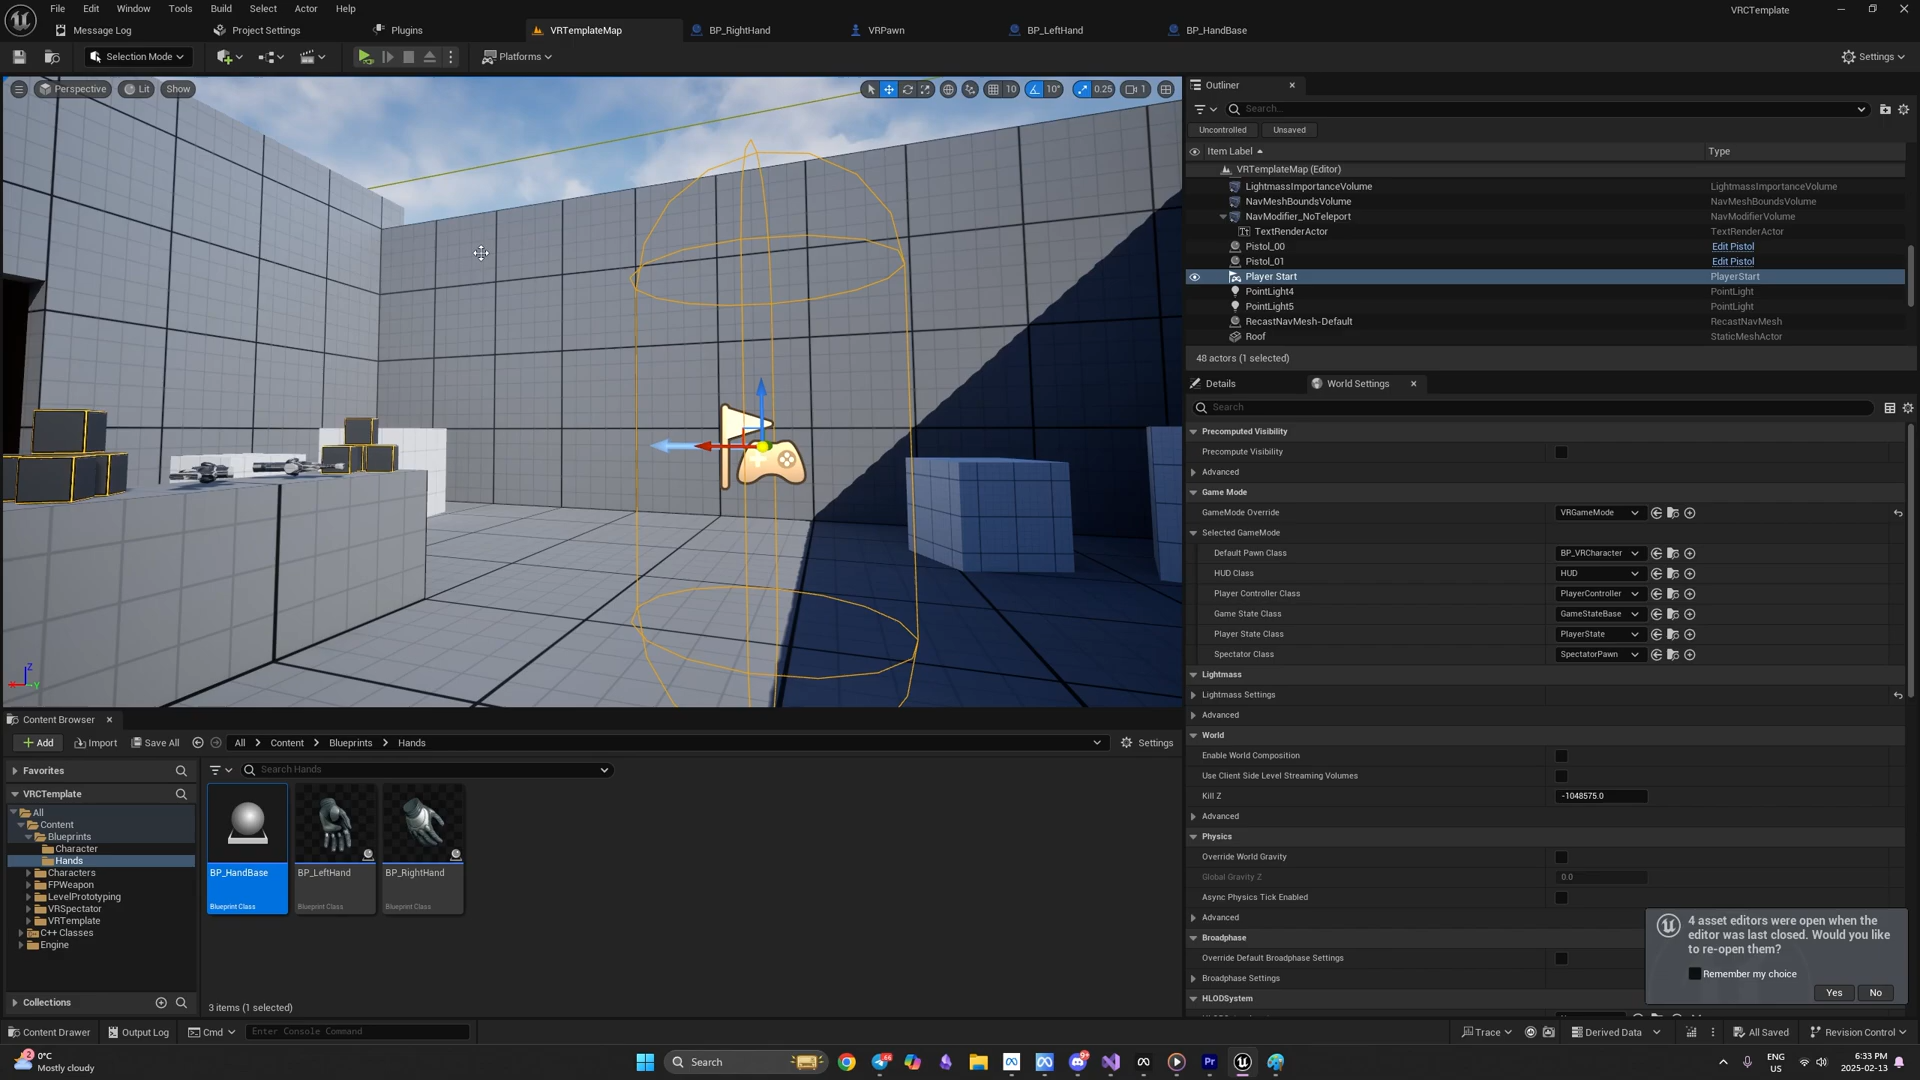 File Edit Window Tools Build Select Actor Help
VRCTemplate
Message Log Project Settings Plugins VRTemplateMap BP_RightHand VRPawn BP_LeftHand BP_HandBase
Selection Mode Platforms Settings
Perspective Lit Show 10 10° 0.25 1
Outliner
Search...
Uncontrolled Unsaved
Item Label Type
VRTemplateMap (Editor)
LightmassImportanceVolume LightmassImportanceVolume
NavMeshBoundsVolume NavMeshBoundsVolume
NavModifier_NoTeleport NavModifierVolume
TextRenderActor TextRenderActor
Pistol_00 Edit Pistol
Pistol_01 Edit Pistol
Player Start PlayerStart
PointLight4 PointLight
PointLight5 PointLight
RecastNavMesh-Default RecastNavMesh
Roof StaticMeshActor
48 actors (1 selected)
Details World Settings
Search
Precomputed Visibility
Precompute Visibility
Advanced
Game Mode
GameMode Override VRGameMode
Selected GameMode
Default Pawn Class BP_VRCharacter
HUD Class HUD
Player Controller Class PlayerController
Game State Class GameStateBase
Player State Class PlayerState
Spectator Class SpectatorPawn
Lightmass
Lightmass Settings
Advanced
World
Enable World Composition
Use Client Side Level Streaming Volumes
Kill Z -1048575.0
Advanced
Physics
Override World Gravity
Global Gravity Z 0.0
Async Physics Tick Enabled
Advanced
Broadphase
Override Default Broadphase Settings
Broadphase Settings
HLODSystem
4 asset editors were open when the
editor was last closed. Would you like
to re-open them?
Remember my choice
Yes No
Z
X Y
Content Browser
Add Import Save All All Content Blueprints Hands Settings
Favorites
Search Hands
VRCTemplate
All
Content
Blueprints
Character
Hands
Characters
FPWeapon
LevelPrototyping
VRSpectator
VRTemplate
C++ Classes
Engine
Collections
BP_HandBase BP_LeftHand BP_RightHand
Blueprint Class Blueprint Class Blueprint Class
3 items (1 selected)
Content Drawer Output Log Cmd Enter Console Command Trace Derived Data All Saved Revision Control
0°C
Mostly cloudy
Search
Pr
ENG
US
6:33 PM
2025-02-13